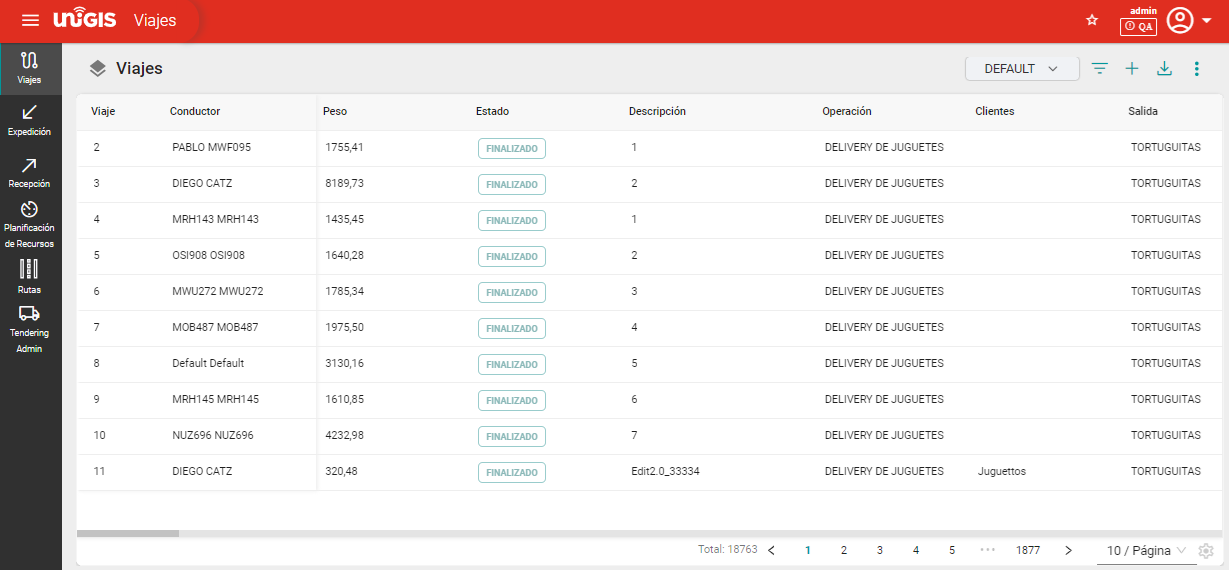 UNIGIS Viajes
admin
QA
Viajes
Expedición
Recepción
Planificación
de Recursos
Rutas
Tendering
Admin
Viajes DEFAULT
Viaje Conductor Peso Estado Descripción Operación Clientes Salida
2 PABLO MWF095 1755,41 FINALIZADO 1 DELIVERY DE JUGUETES TORTUGUITAS
3 DIEGO CATZ 8189,73 FINALIZADO 2 DELIVERY DE JUGUETES TORTUGUITAS
4 MRH143 MRH143 1435,45 FINALIZADO 1 DELIVERY DE JUGUETES TORTUGUITAS
5 OSI908 OSI908 1640,28 FINALIZADO 2 DELIVERY DE JUGUETES TORTUGUITAS
6 MWU272 MWU272 1785,34 FINALIZADO 3 DELIVERY DE JUGUETES TORTUGUITAS
7 MOB487 MOB487 1975,50 FINALIZADO 4 DELIVERY DE JUGUETES TORTUGUITAS
8 Default Default 3130,16 FINALIZADO 5 DELIVERY DE JUGUETES TORTUGUITAS
9 MRH145 MRH145 1610,85 FINALIZADO 6 DELIVERY DE JUGUETES TORTUGUITAS
10 NUZ696 NUZ696 4232,98 FINALIZADO 7 DELIVERY DE JUGUETES TORTUGUITAS
11 DIEGO CATZ 320,48 FINALIZADO Edit2.0_33334 DELIVERY DE JUGUETES Juguettos TORTUGUITAS
Total: 18763 < 1 2 3 4 5 ••• 1877 > 10 / Página